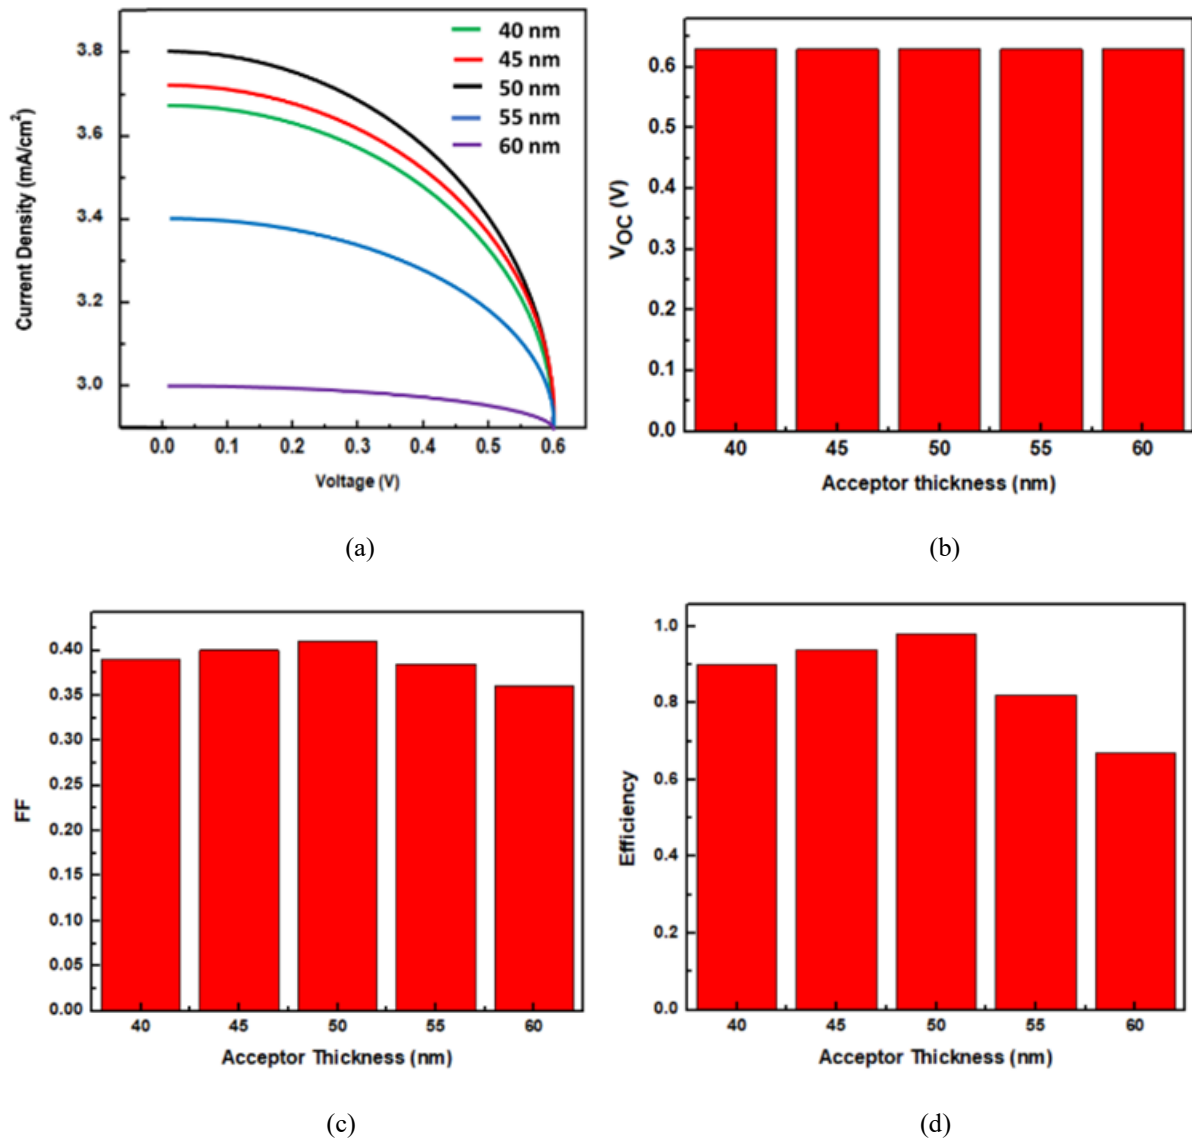 40 nm
45 nm
50 nm
55 nm
60 nm
3.8
3.6
3.4
3.2
3.0
Current Density (mA/cm²)
0.0 0.1 0.2 0.3 0.4 0.5 0.6
Voltage (V)
(a)
0.6
0.5
0.4
0.3
0.2
0.1
0.0
VOC (V)
40 45 50 55 60
Acceptor thickness (nm)
(b)
0.40
0.35
0.30
0.25
0.20
0.15
0.10
0.05
0.00
FF
40 45 50 55 60
Acceptor Thickness (nm)
(c)
1.0
0.8
0.6
0.4
0.2
0.0
Efficiency
40 45 50 55 60
Acceptor Thickness (nm)
(d)